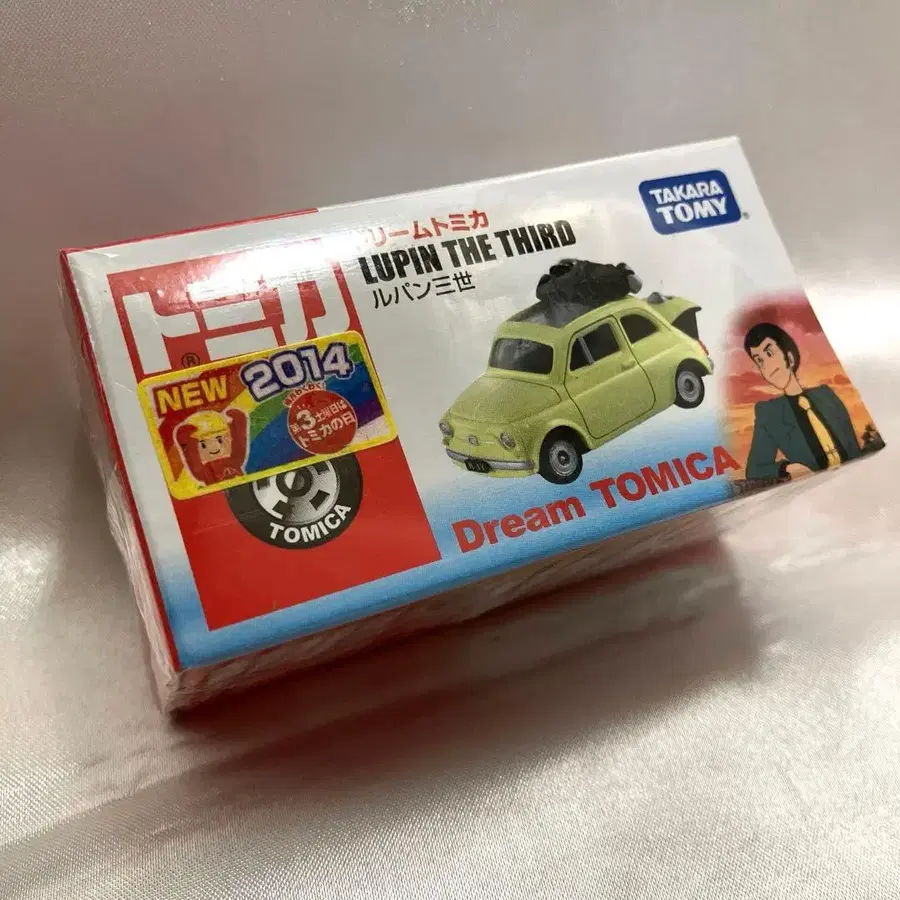 TAKARA
TOMY
リームトミカ
LUPIN THE THIRD
ルパン三世
トミカ
®
NEW 2014
第3土曜日は
トミカの日
TOMICA
Dream TOMICA